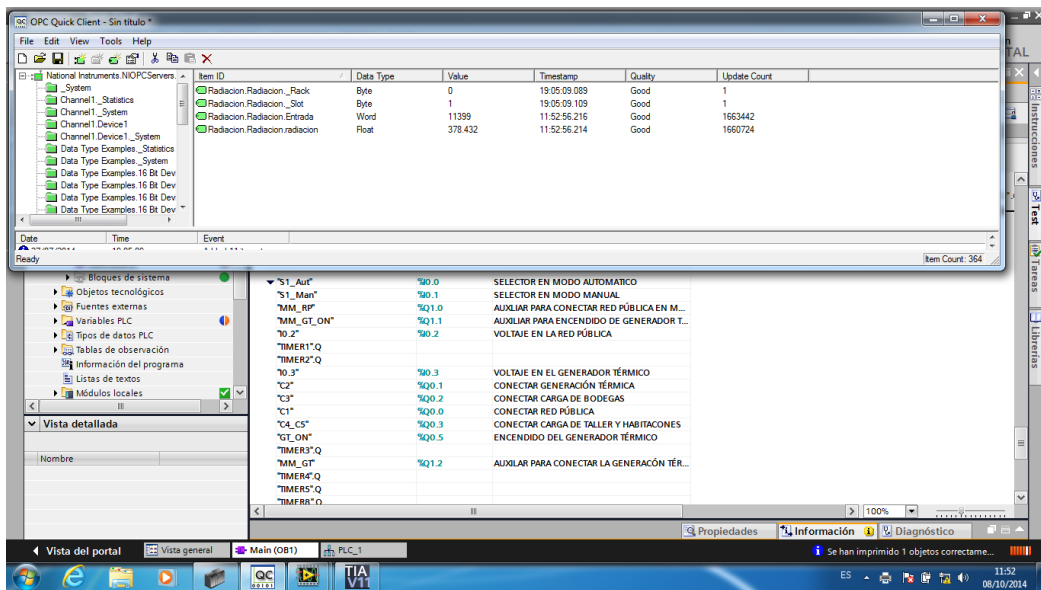 OPC Quick Client - Sin título *
File Edit View Tools Help
National Instruments.NIOPCServers.
_System
Channel1._Statistics
Channel1._System
Channel1.Device1
Channel1.Device1._System
Data Type Examples._Statistics
Data Type Examples._System
Data Type Examples.16 Bit Dev
Data Type Examples.16 Bit Dev
Data Type Examples.16 Bit Dev
Data Type Examples.16 Bit Dev
Item ID Data Type Value Timestamp Quality Update Count
Radiacion.Radiacion._Rack Byte 0 19:05:09.089 Good 1
Radiacion.Radiacion._Slot Byte 1 19:05:09.109 Good 1
Radiacion.Radiacion.Entrada Word 11399 11:52:56.216 Good 1663442
Radiacion.Radiacion.radiacion Float 378.432 11:52:56.214 Good 1660724
Date Time Event
Ready
Item Count: 364
TAL
Instrucciones
Test
Tareas
Librerías
Bloques de sistema
Objetos tecnológicos
Fuentes externas
Variables PLC
Tipos de datos PLC
Tablas de observación
Información del programa
Listas de textos
Módulos locales
Vista detallada
Nombre
"S1_Aut" %I0.0 SELECTOR EN MODO AUTOMATICO
"S1_Man" %I0.1 SELECTOR EN MODO MANUAL
"MM_RP" %Q1.0 AUXLIAR PARA CONECTAR RED PÚBLICA EN M...
"MM_GT_ON" %Q1.1 AUXILIAR PARA ENCENDIDO DE GENERADOR T...
"I0.2" %I0.2 VOLTAJE EN LA RED PÚBLICA
"TIMER1".Q
"TIMER2".Q
"I0.3" %I0.3 VOLTAJE EN EL GENERADOR TÉRMICO
"C2" %Q0.1 CONECTAR GENERACIÓN TÉRMICA
"C3" %Q0.2 CONECTAR CARGA DE BODEGAS
"C1" %Q0.0 CONECTAR RED PÚBLICA
"C4_C5" %Q0.3 CONECTAR CARGA DE TALLER Y HABITACONES
"GT_ON" %Q0.5 ENCENDIDO DEL GENERADOR TÉRMICO
"TIMER3".Q
"MM_GT" %Q1.2 AUXILAR PARA CONECTAR LA GENERACÓN TÉR...
"TIMER4".Q
"TIMER5".Q
"TIMER8".Q
100%
Propiedades Información Diagnóstico
Vista del portal Vista general Main (OB1) PLC_1
Se han imprimido 1 objetos correctame...
QC
TIA
V11
ES
11:52
08/10/2014